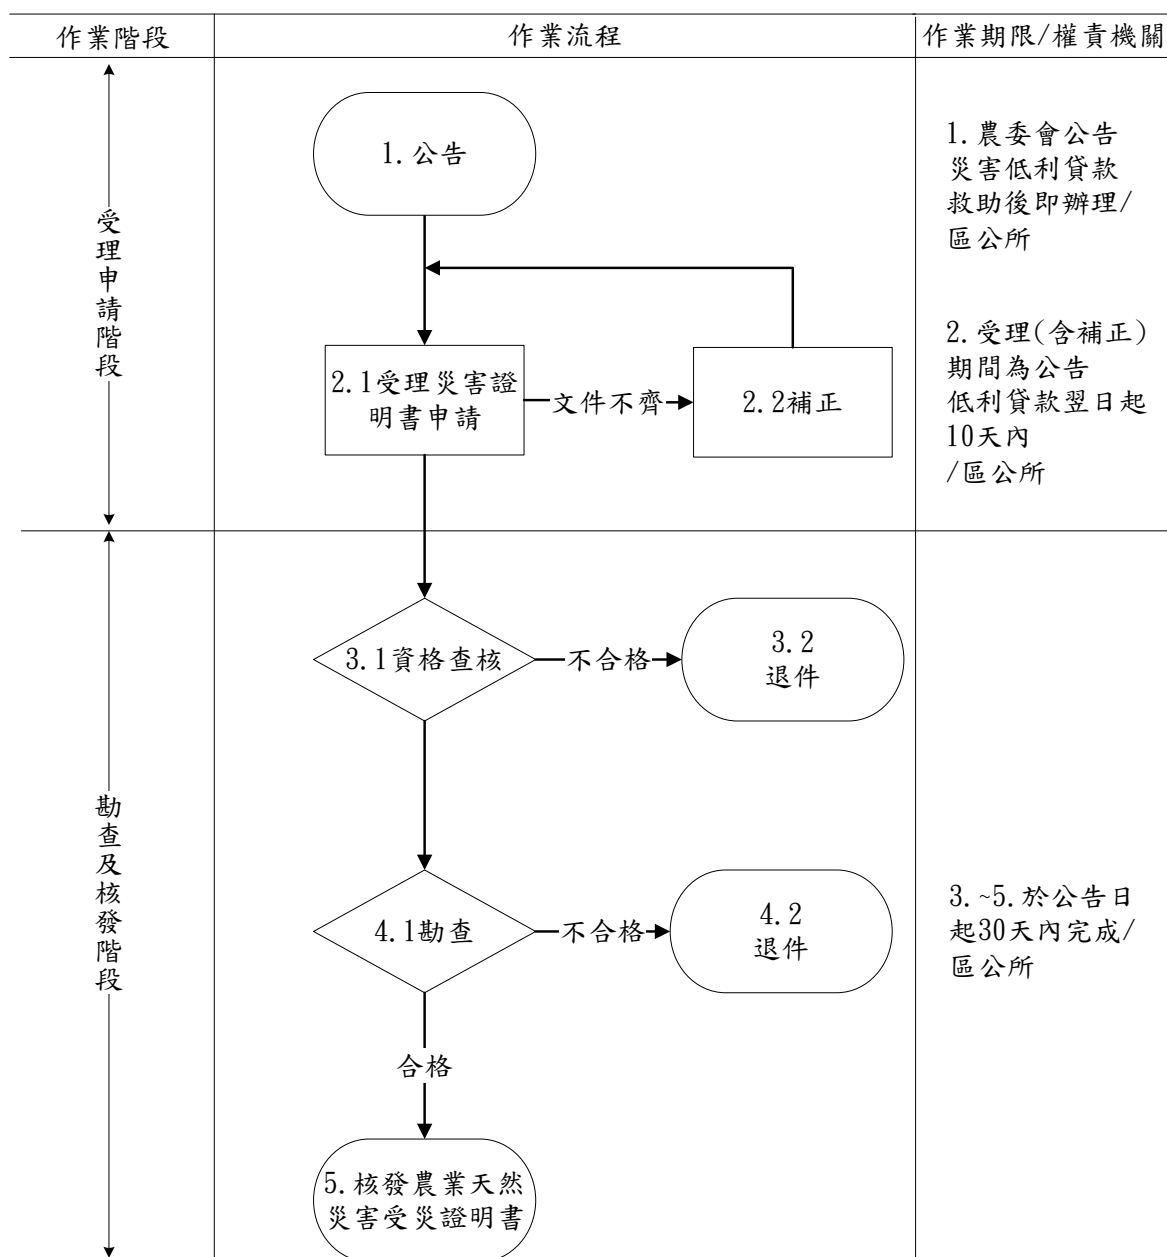 作業階段
作業流程
作業期限/權責機關
受理申請階段
1.公告
1.農委會公告
災害低利貸款
救助後即辦理/
區公所
2.1受理災害證
明書申請
文件不齊
2.2補正
2.受理(含補正)
期間為公告
低利貸款翌日起
10天內
/區公所
勘查及核發階段
3.1資格查核
不合格
3.2
退件
4.1勘查
不合格
4.2
退件
3.~5.於公告日
起30天內完成/
區公所
合格
5.核發農業天然
災害受災證明書